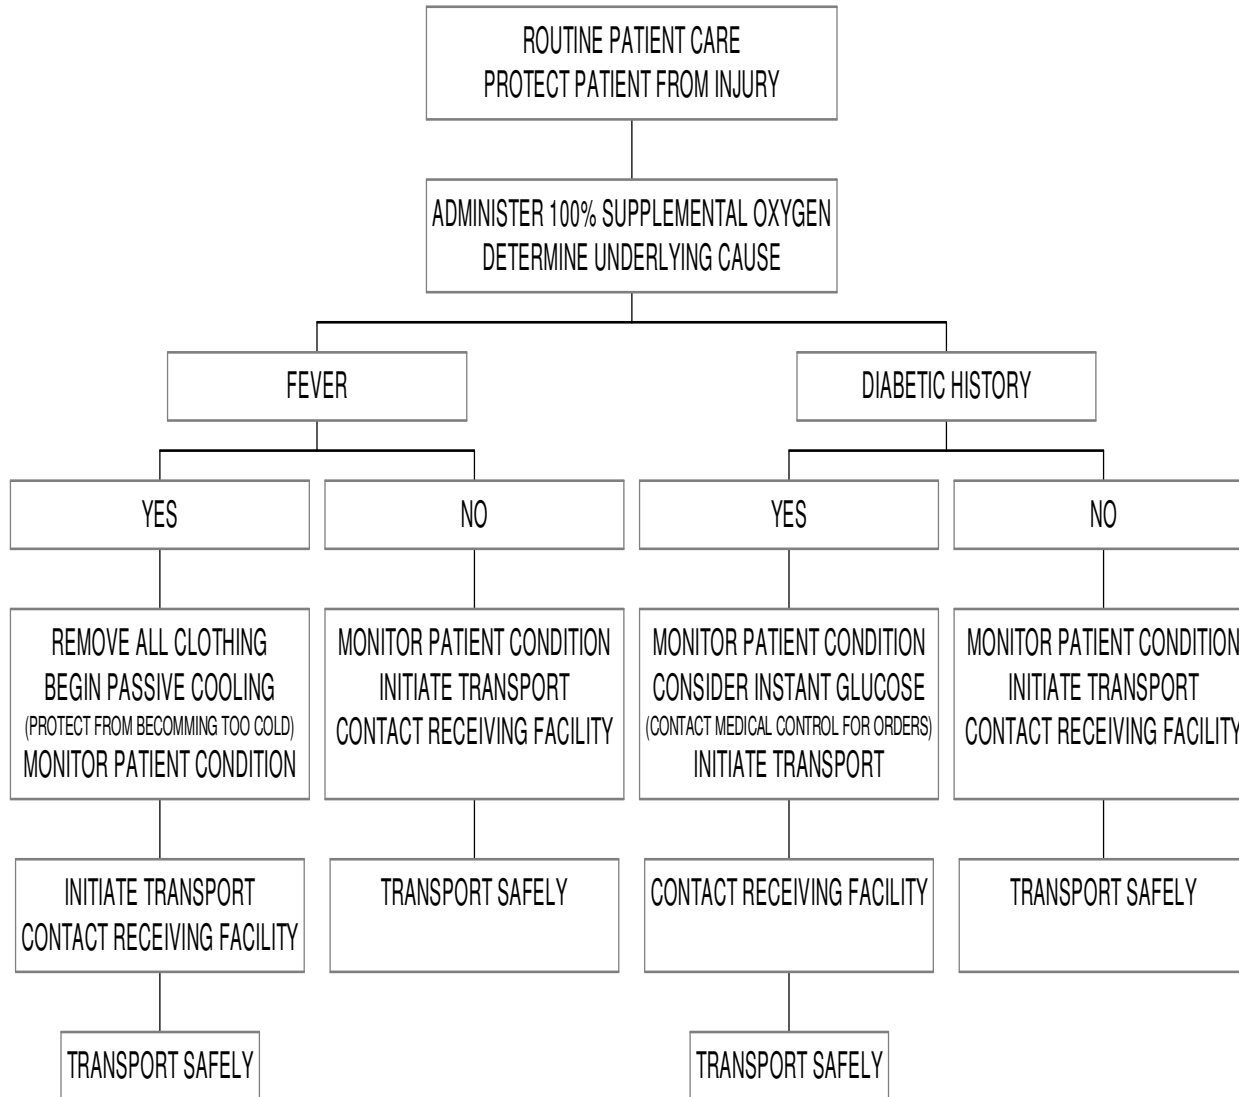 ROUTINE PATIENT CARE
PROTECT PATIENT FROM INJURY
ADMINISTER 100% SUPPLEMENTAL OXYGEN
DETERMINE UNDERLYING CAUSE
FEVER
DIABETIC HISTORY
YES
NO
YES
NO
REMOVE ALL CLOTHING
BEGIN PASSIVE COOLING
(PROTECT FROM BECOMMING TOO COLD)
MONITOR PATIENT CONDITION
MONITOR PATIENT CONDITION
INITIATE TRANSPORT
CONTACT RECEIVING FACILITY
MONITOR PATIENT CONDITION
CONSIDER INSTANT GLUCOSE
(CONTACT MEDICAL CONTROL FOR ORDERS)
INITIATE TRANSPORT
MONITOR PATIENT CONDITION
INITIATE TRANSPORT
CONTACT RECEIVING FACILITY
INITIATE TRANSPORT
CONTACT RECEIVING FACILITY
TRANSPORT SAFELY
CONTACT RECEIVING FACILITY
TRANSPORT SAFELY
TRANSPORT SAFELY
TRANSPORT SAFELY